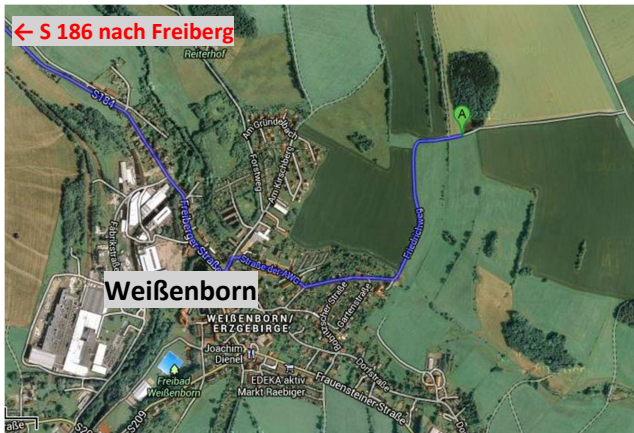 ← S 186 nach Freiberg
Reiterhof
S184
A
Am Gründelbach
Forstweg
Am Kirschberg
Freiberger Straße
Fabrikstraße
Friedrichweg
Straße der AWG
Weißenborn
WEIßENBORN/
ERZGEBIRGE
Gartenstraße
Joachim
Dienel
Dorfstraße
EDEKA aktiv
Markt Raebiger
Freibad
Weißenborn
Frauensteiner-Straße
S209